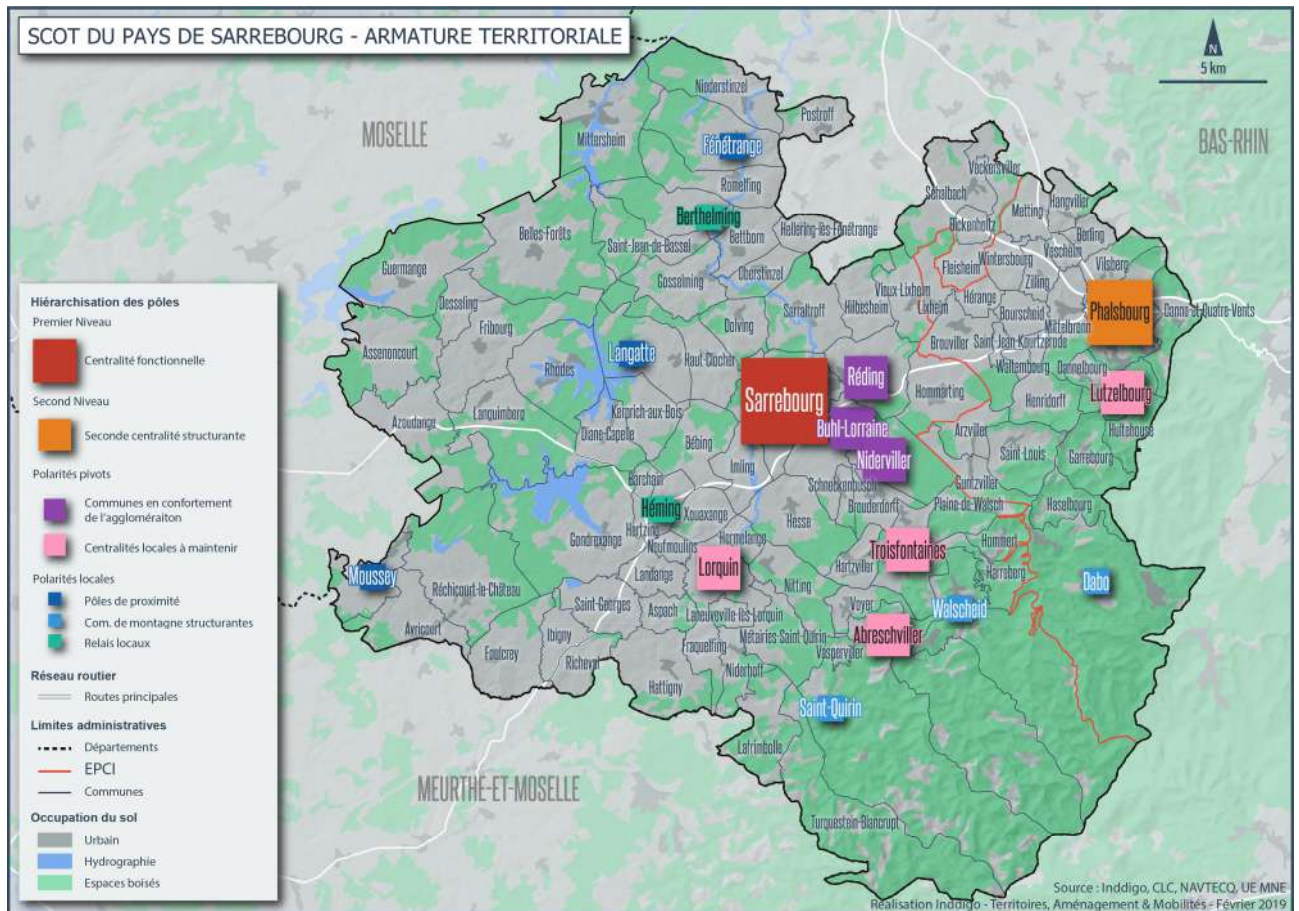 SCOT DU PAYS DE SARREBOURG - ARMATURE TERRITORIALE
N
5 km
MOSELLE
BAS-RHIN
MEURTHE-ET-MOSELLE
Niederstinzel
Postroff
Mittersheim
Fénétrange
Romelfing
Berthelming
Belles-Forêts
Saint-Jean-de-Bassel
Bettborn
Hellering-lès-Fénétrange
Gosselming
Oberstinzel
Guermange
Desseling
Fribourg
Assenoncourt
Rhodes
Langatte
Dolving
Haut-Clocher
Sarraltroff
Hilbesheim
Vieux-Lixheim
Lixheim
Schalbach
Veckersviller
Bickenholtz
Metting
Hangviller
Berling
Vescheim
Vilsberg
Fleisheim
Wintersbourg
Zilling
Hérange
Bourscheid
Mittelbronn
Phalsbourg
Danne-et-Quatre-Vents
Brouviller
Saint-Jean-Kourtzerode
Waltembourg
Dannelbourg
Lutzelbourg
Henridorff
Hultehouse
Garrebourg
Saint-Louis
Arzviller
Hommarting
Réding
Sarrebourg
Buhl-Lorraine
Niderviller
Guntzviller
Haselbourg
Plaine-de-Walsch
Schneckenbusch
Brouderdorff
Azoudange
Languimberg
Kerprich-aux-Bois
Diane-Capelle
Bébing
Imling
Barchain
Héming
Xouaxange
Hertzing
Gondrexange
Neufmoulins
Hermelange
Hesse
Lorquin
Troisfontaines
Hommert
Harreberg
Dabo
Hartzviller
Nitting
Walscheid
Voyer
Abreschviller
Moussey
Réchicourt-le-Château
Landange
Saint-Georges
Aspach
Laneuveville-lès-Lorquin
Métairies-Saint-Quirin
Vasperviller
Fraquelfing
Niderhoff
Avricourt
Foulcrey
Ibigny
Richeval
Hattigny
Saint-Quirin
Lafrimbolle
Turquestein-Blancrupt
Hiérarchisation des pôles
Premier Niveau
Centralité fonctionnelle
Second Niveau
Seconde centralité structurante
Polarités pivots
Communes en confortement
de l'aggloméraiton
Centralités locales à maintenir
Polarités locales
Pôles de proximité
Com. de montagne structurantes
Relais locaux
Réseau routier
Routes principales
Limites administratives
Départements
EPCI
Communes
Occupation du sol
Urbain
Hydrographie
Espaces boisés
Source : Inddigo, CLC, NAVTECQ, UE MNE
Réalisation Inddigo - Territoires, Aménagement & Mobilités - Février 2019